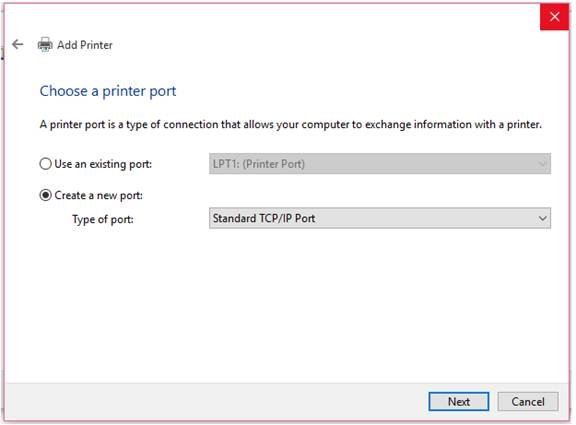 Add Printer
Choose a printer port
A printer port is a type of connection that allows your computer to exchange information with a printer.
Use an existing port: LPT1: (Printer Port)
Create a new port:
Type of port: Standard TCP/IP Port
Next Cancel